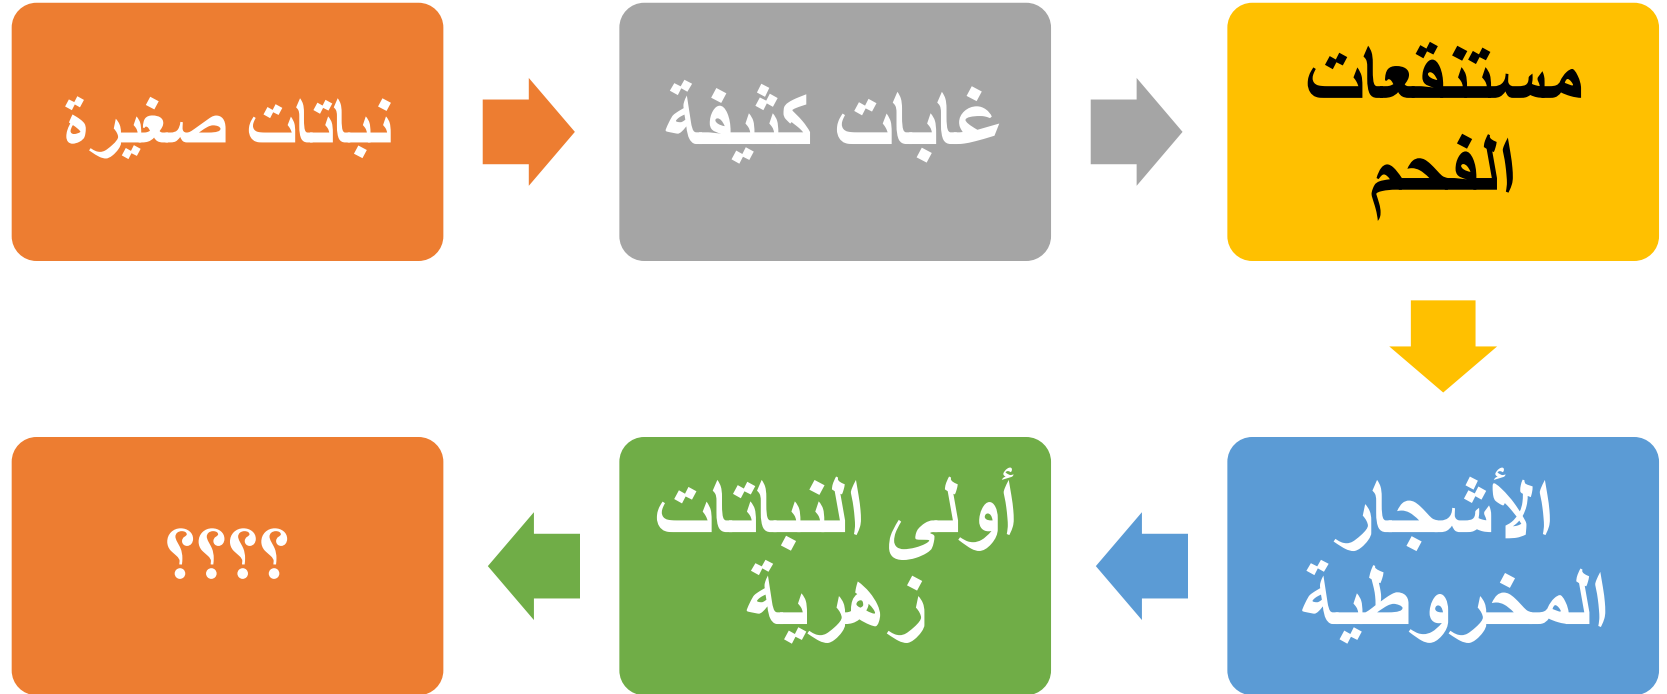 نباتات صغيرة
غابات كثيفة
مستنقعات
الفحم
الأشجار
المخروطية
أولى النباتات
زهرية
؟؟؟؟